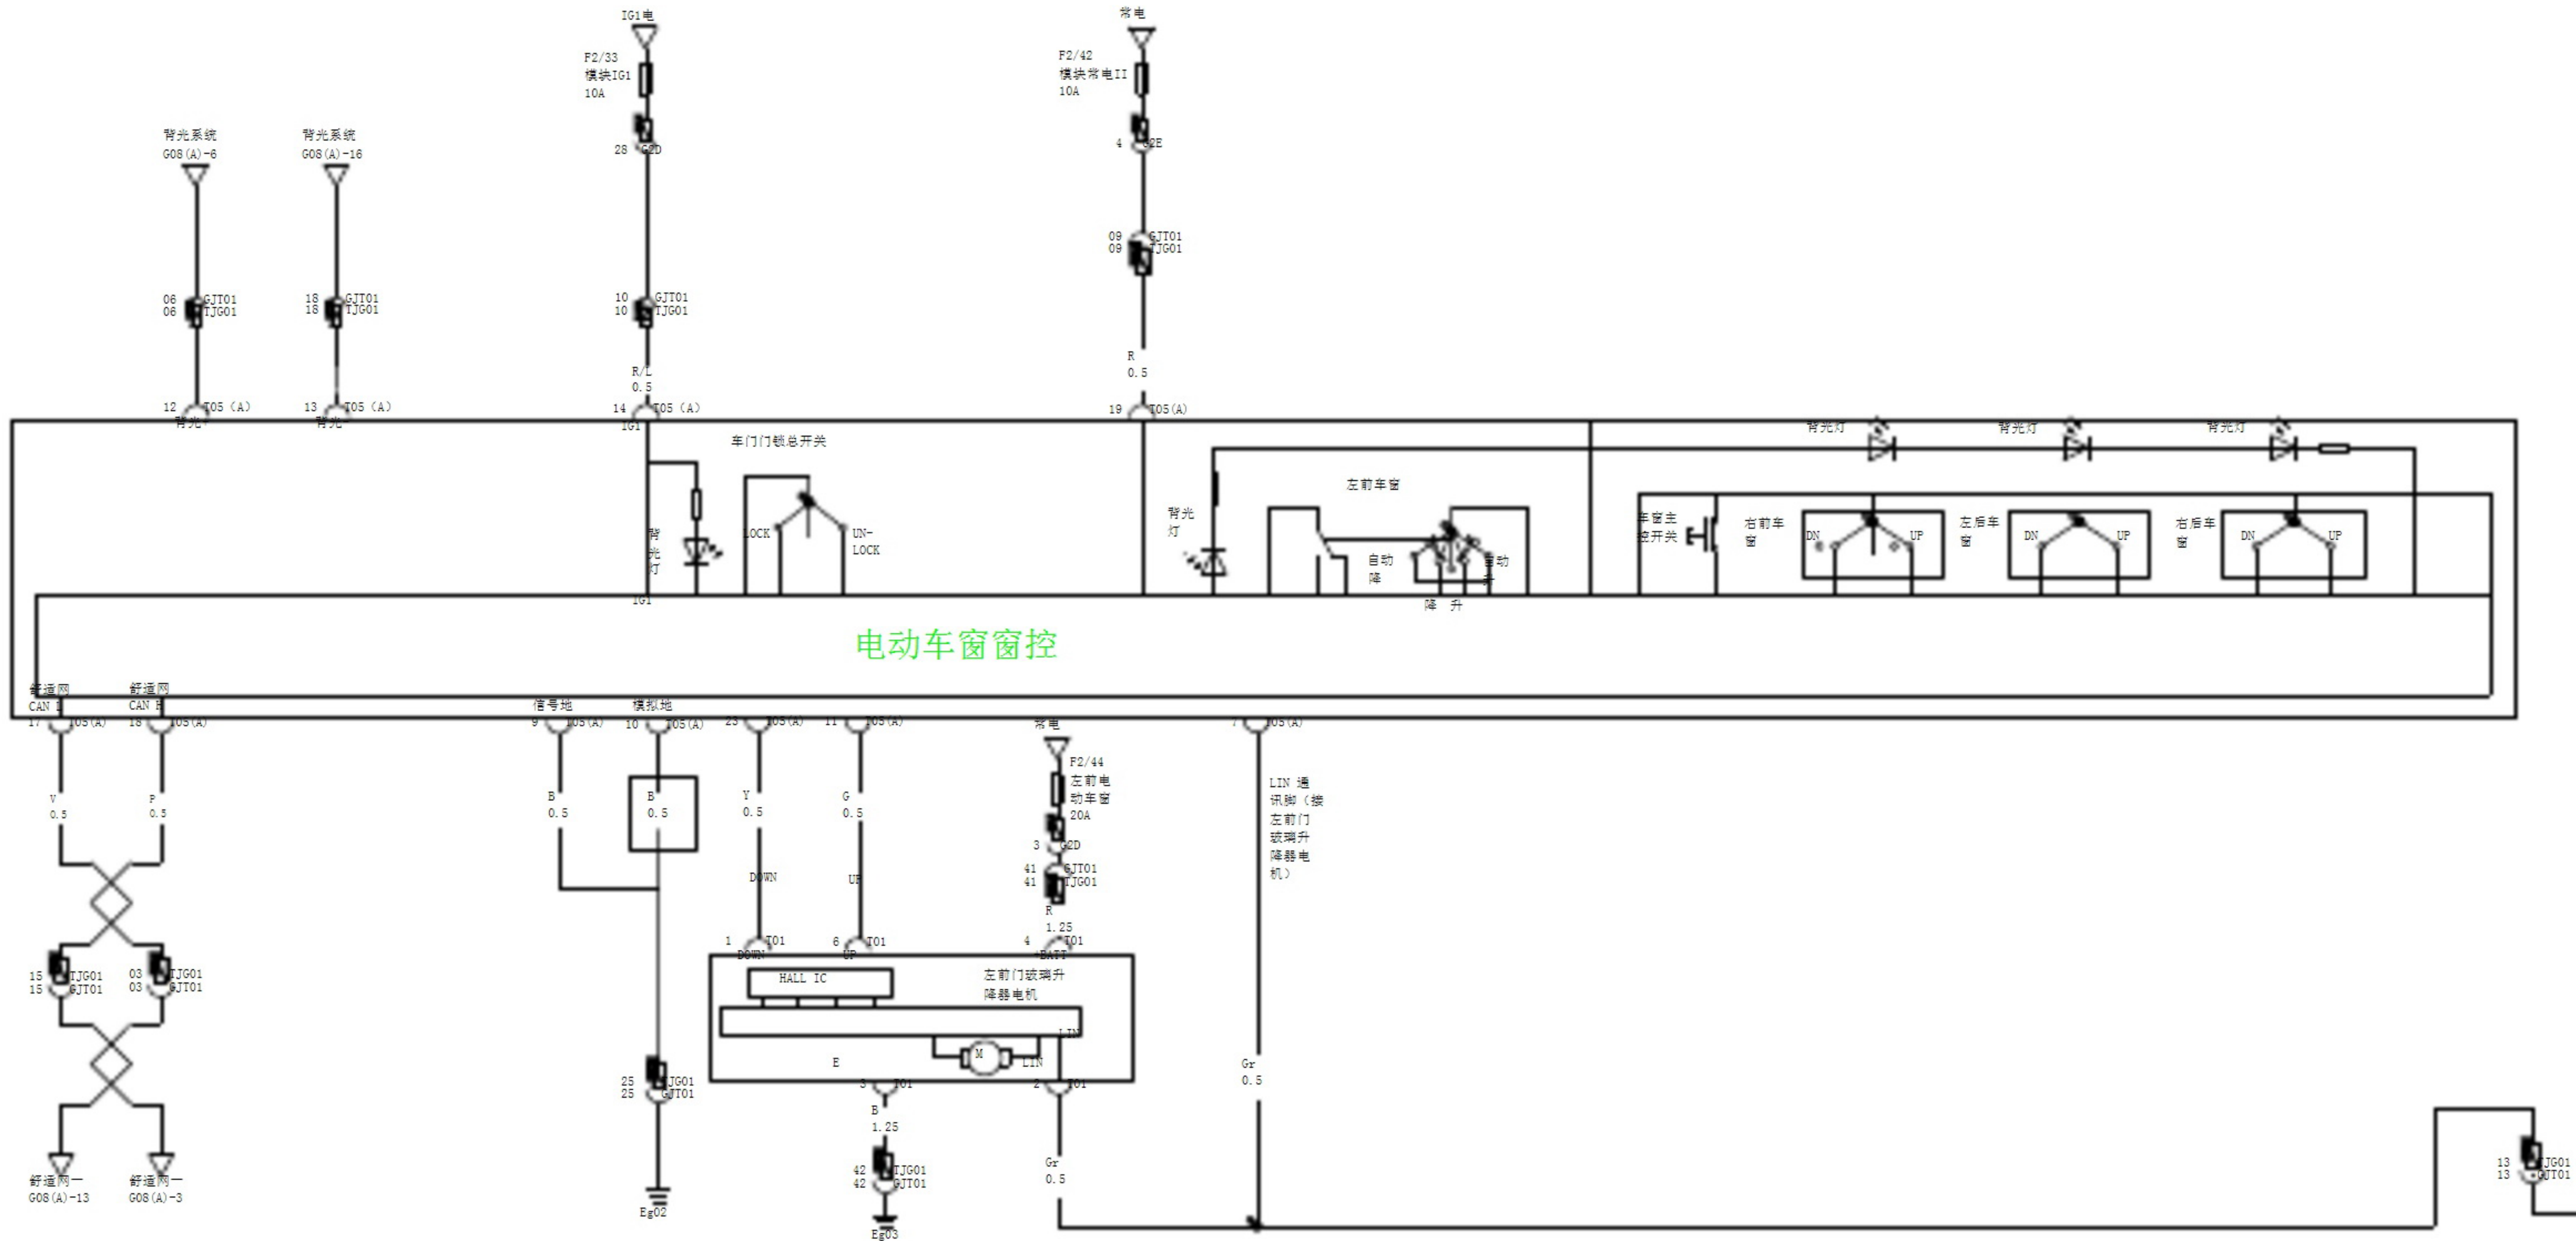 IG1电
常电
F2/33
模块IG1
10A
F2/42
模块常电II
10A
背光系统
G08(A)-6
背光系统
G08(A)-16
28 G2D
4 G2E
09 GJT01
09 TJG01
06 GJT01
06 TJG01
18 GJT01
18 TJG01
10 GJT01
10 TJG01
R
0.5
R/L
0.5
12 T05（A）
13 T05（A）
14 T05（A）
19 T05(A)
背光
背光
IG1
车门门锁总开关
背光灯
背光灯
背光灯
左前车窗
背光
灯
车窗主
控开关
右前车
窗
左后车
窗
右后车
窗
背
光
灯
LOCK
UN-
LOCK
自动
降
自动
升
DN
UP
DN
UP
DN
UP
IG1
降 升
电动车窗窗控
舒适网
CAN L
舒适网
CAN H
信号地
模拟地
17 T05(A)
18 T05(A)
9 T05(A)
10 T05(A)
23 T05(A)
11 T05(A)
常电
7 T05(A)
F2/44
左前电
动车窗
20A
LIN 通
讯脚（接
左前门
玻璃升
降器电
机）
V
0.5
P
0.5
B
0.5
B
0.5
Y
0.5
G
0.5
3 G2D
41 GJT01
41 TJG01
DOWN
UP
R
1.25
1 T01
6 T01
4 T01
DOWN
UP
+BATT
HALL IC
左前门玻璃升
降器电机
15 TJG01
15 GJT01
03 TJG01
03 GJT01
LIN
M
E
LIN
25 TJG01
25 GJT01
3 T01
2 T01
Gr
0.5
B
1.25
42 TJG01
42 GJT01
Gr
0.5
13 TJG01
13 GJT01
舒适网一
G08(A)-13
舒适网一
G08(A)-3
Eg02
Eg03